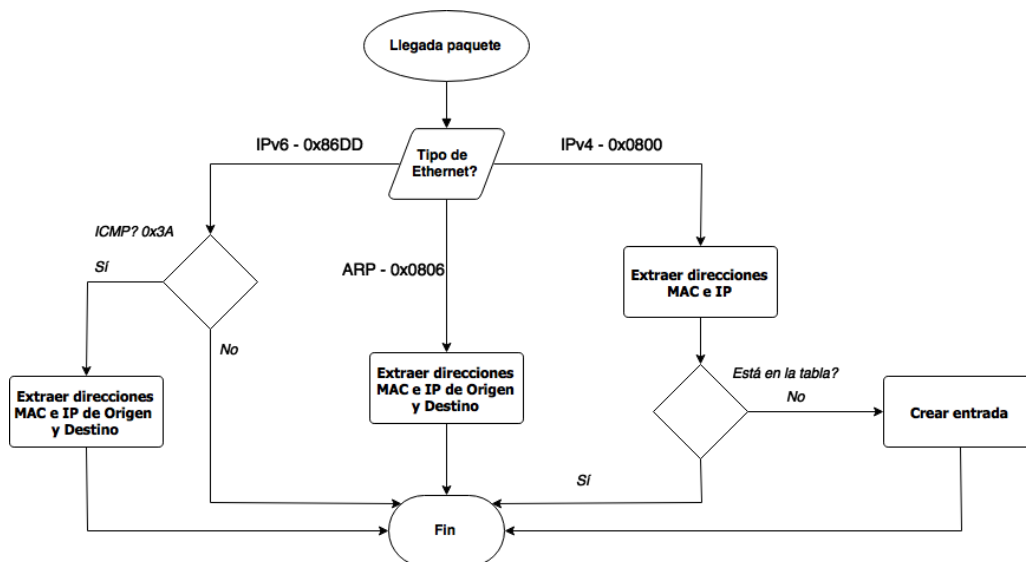 Llegada paquete
IPv6 - 0x86DD
Tipo de
Ethernet?
IPv4 - 0x0800
ICMP? 0x3A
Sí
No
ARP - 0x0806
Extraer direcciones
MAC e IP
Extraer direcciones
MAC e IP de Origen
y Destino
Extraer direcciones
MAC e IP de Origen
y Destino
Está en la tabla?
No
Crear entrada
Sí
Fin